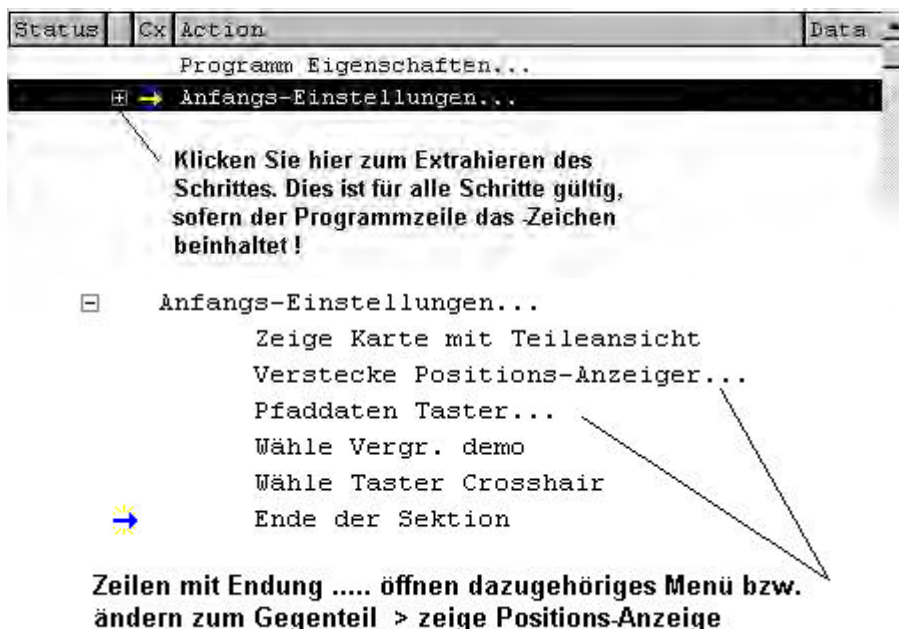 Status Cx Action Data
Programm Eigenschaften...
Anfangs-Einstellungen...
Klicken Sie hier zum Extrahieren des
Schrittes. Dies ist für alle Schritte gültig,
sofern der Programmzeile das Zeichen
beinhaltet !
Anfangs-Einstellungen...
Zeige Karte mit Teileansicht
Verstecke Positions-Anzeiger...
Pfaddaten Taster...
Wähle Vergr. demo
Wähle Taster Crosshair
Ende der Sektion
Zeilen mit Endung ..... öffnen dazugehöriges Menü bzw.
ändern zum Gegenteil > zeige Positions-Anzeige